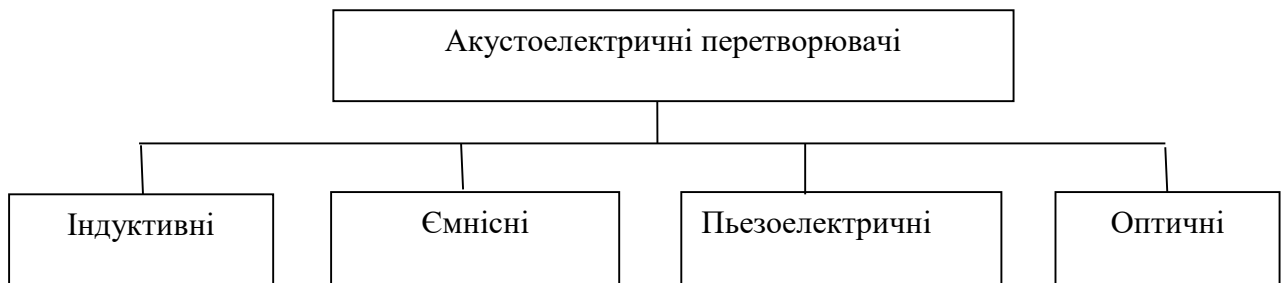 Акустоелектричні перетворювачі
Індуктивні
Ємнісні
Пьезоелектричні
Оптичні